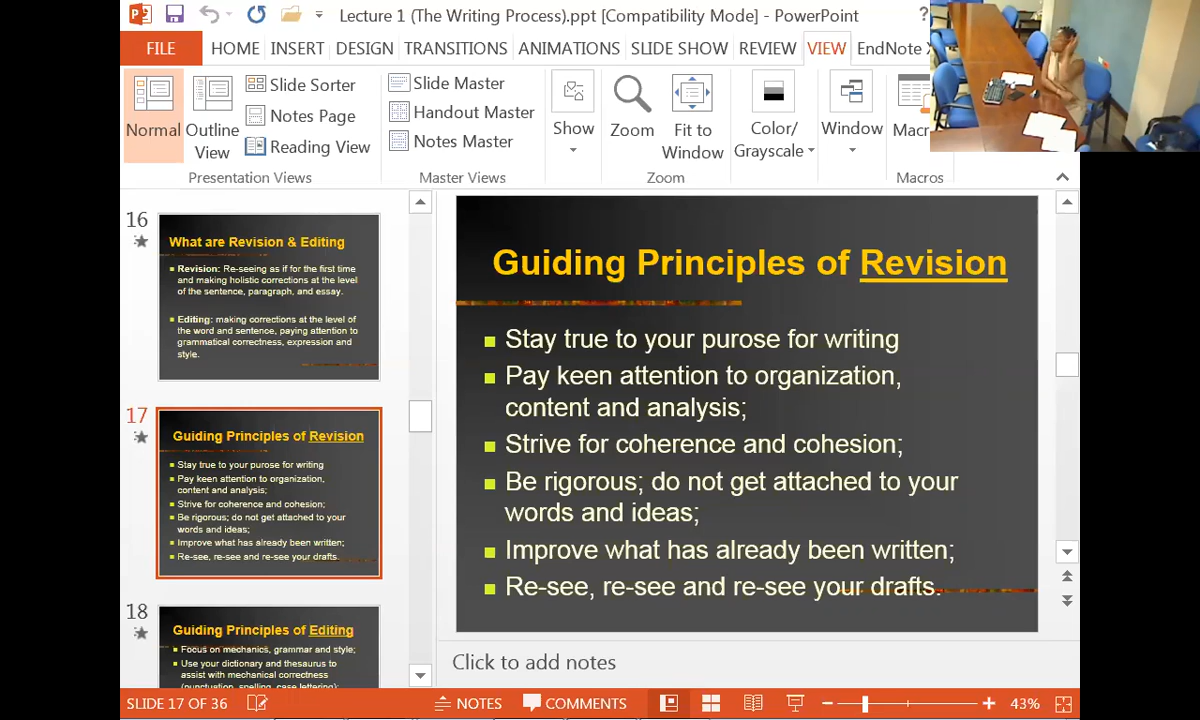 Lecture 1 (The Writing Process).ppt [Compatibility Mode] - PowerPoint
?
FILE
HOME
INSERT
DESIGN
TRANSITIONS
ANIMATIONS
SLIDE SHOW
REVIEW
VIEW
EndNote
Normal
Outline
View
Slide Sorter
Notes Page
Reading View
Presentation Views
Slide Master
Handout Master
Notes Master
Master Views
Show
Zoom
Fit to
Window
Zoom
Color/
Grayscale
Window
Macros
16
What are Revision & Editing
Revision: Re-seeing as if for the first time
and making holistic corrections at the level
of the sentence, paragraph, and essay.
Editing: making corrections at the level of
the word and sentence, paying attention to
grammatical correctness, expression and
style.
17
Guiding Principles of Revision
Stay true to your purose for writing
Pay keen attention to organization,
content and analysis;
Strive for coherence and cohesion;
Be rigorous; do not get attached to your
words and ideas;
Improve what has already been written;
Re-see, re-see and re-see your drafts.
18
Guiding Principles of Editing
Focus on mechanics, grammar and style;
Use your dictionary and thesaurus to
assist with mechanical correctness
(punctuation, spelling, case lettering);
Guiding Principles of Revision
Stay true to your purose for writing
Pay keen attention to organization,
content and analysis;
Strive for coherence and cohesion;
Be rigorous; do not get attached to your
words and ideas;
Improve what has already been written;
Re-see, re-see and re-see your drafts.
Click to add notes
SLIDE 17 OF 36
NOTES
COMMENTS
43%